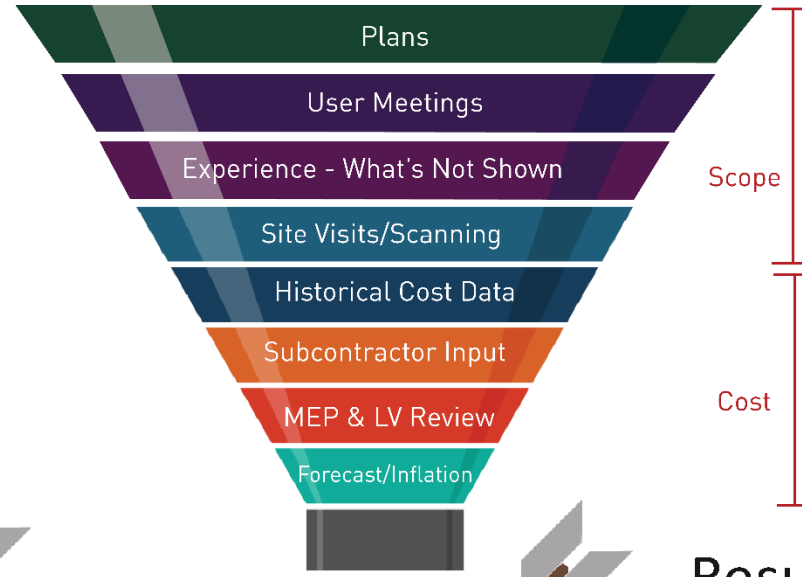 Plans
User Meetings
Experience - What's Not Shown
Scope
Site Visits/Scanning
Historical Cost Data
Subcontractor Input
Cost
MEP & LV Review
Forecast/Inflation